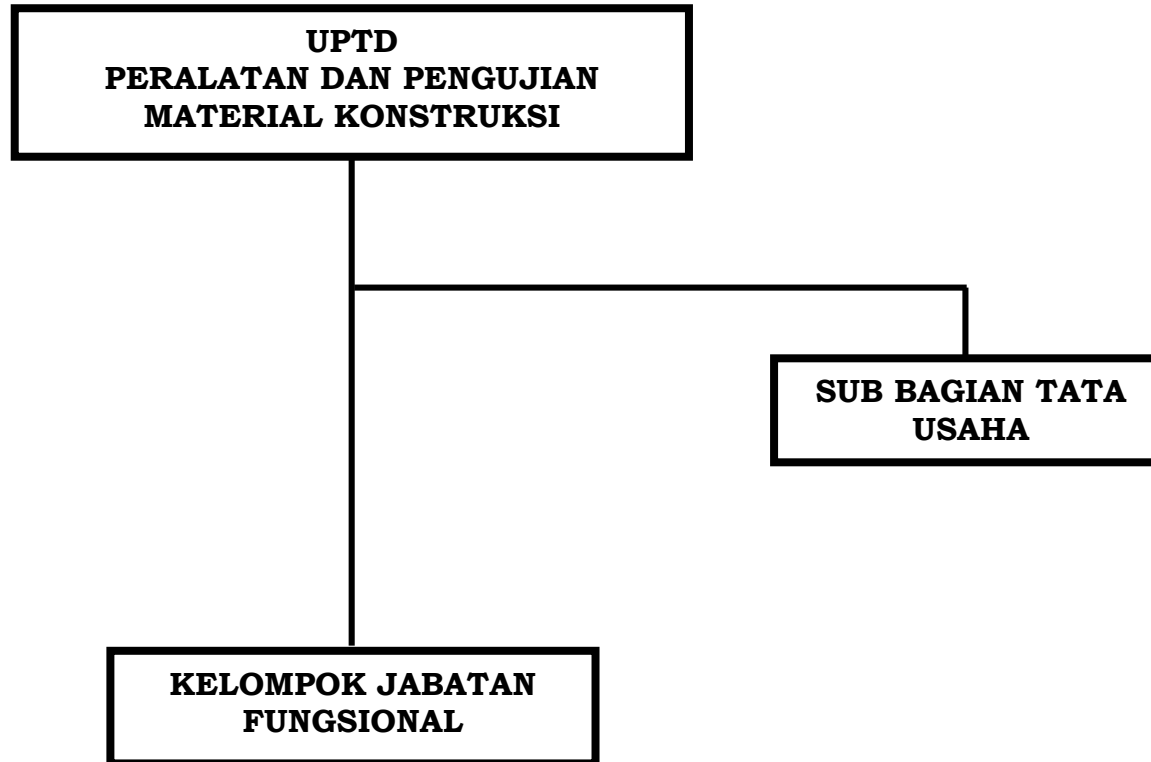 UPTD
PERALATAN DAN PENGUJIAN
MATERIAL KONSTRUKSI
SUB BAGIAN TATA
USAHA
KELOMPOK JABATAN
FUNGSIONAL